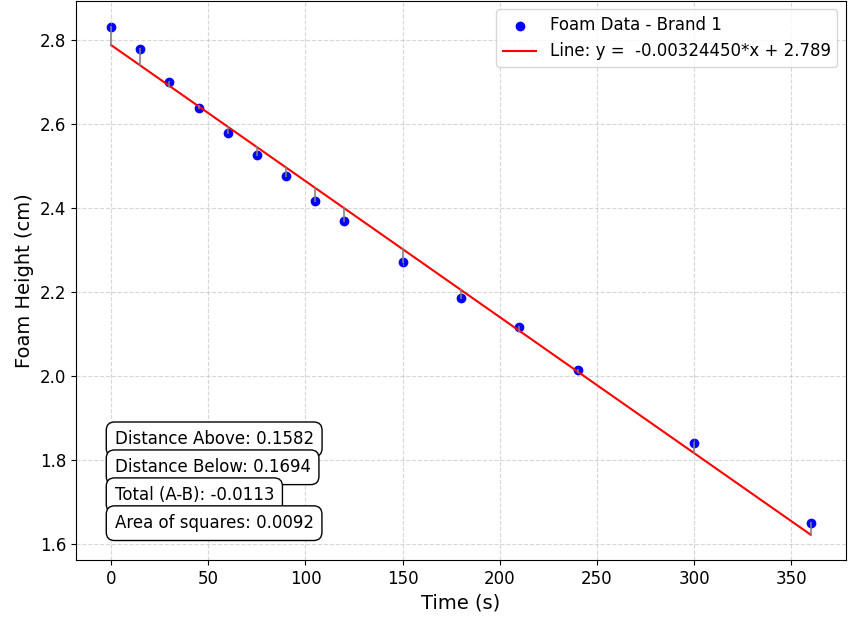 Foam Data - Brand 1
Line: y =  -0.00324450*x + 2.789
Foam Height (cm)
2.8
2.6
2.4
2.2
2.0
1.8
1.6
Distance Above: 0.1582
Distance Below: 0.1694
Total (A-B): -0.0113
Area of squares: 0.0092
0 50 100 150 200 250 300 350
Time (s)